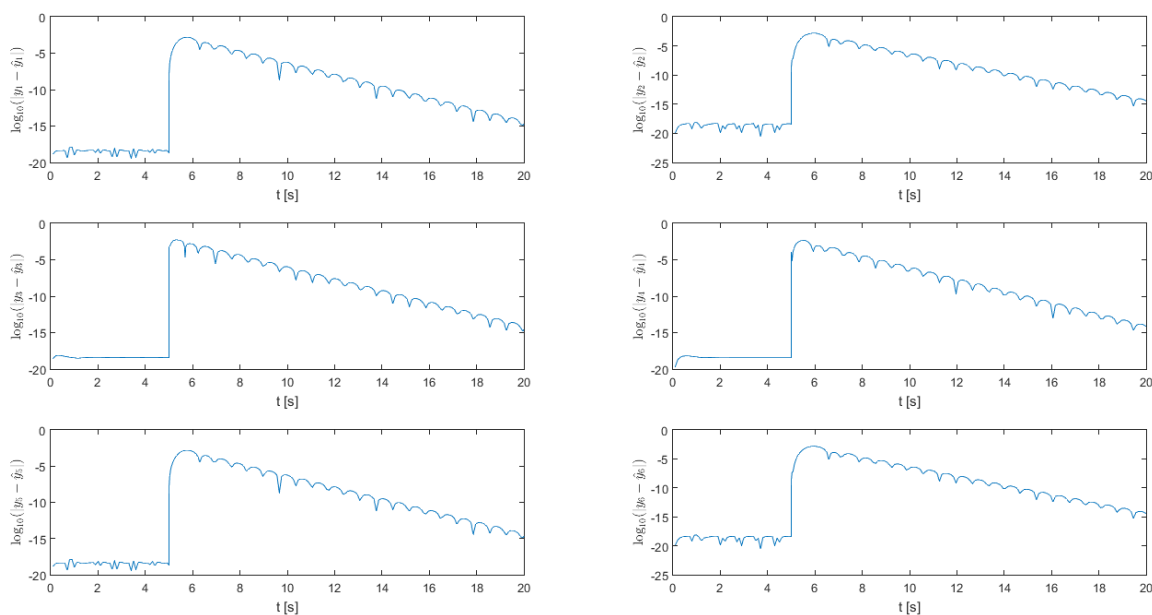 0
-5
-10
-15
-20
log₁₀(|y₁ − ŷ₁|)
0 2 4 6 8 10 12 14 16 18 20
t [s]
0
-5
-10
-15
-20
-25
log₁₀(|y₂ − ŷ₂|)
0 2 4 6 8 10 12 14 16 18 20
t [s]
0
-5
-10
-15
-20
log₁₀(|y₃ − ŷ₃|)
0 2 4 6 8 10 12 14 16 18 20
t [s]
0
-5
-10
-15
-20
log₁₀(|y₄ − ŷ₄|)
0 2 4 6 8 10 12 14 16 18 20
t [s]
0
-5
-10
-15
-20
log₁₀(|y₅ − ŷ₅|)
0 2 4 6 8 10 12 14 16 18 20
t [s]
0
-5
-10
-15
-20
-25
log₁₀(|y₆ − ŷ₆|)
0 2 4 6 8 10 12 14 16 18 20
t [s]